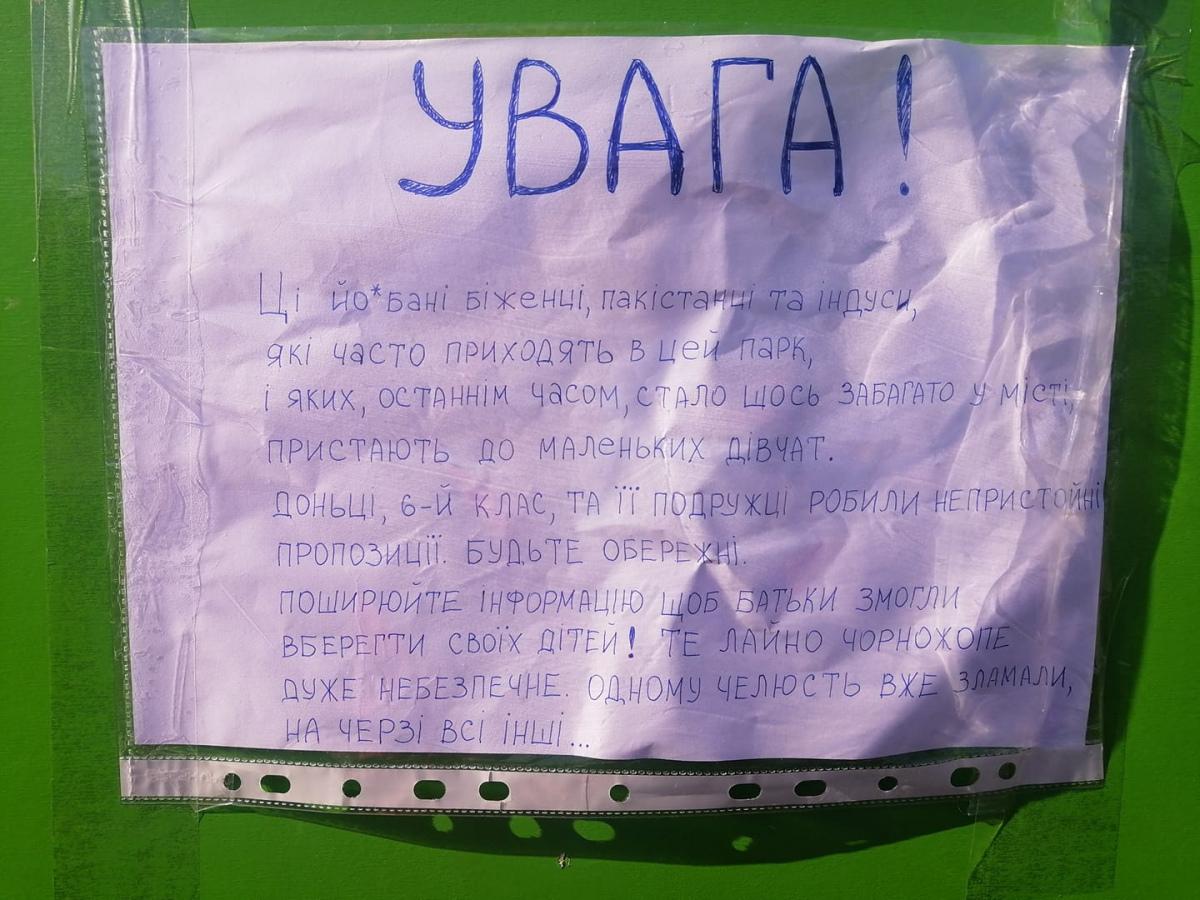 УВАГА!
Ці йо*бані біженці, пакістанці та індуси,
які часто приходять в цей парк,
і яких, останнім часом, стало щось забагато у місті,
пристають до маленьких дівчат.
Доньці, 6-й клас, та її подружці робили непристойні
пропозиції. Будьте обережні.
Поширюйте інформацію щоб батьки змогли
вберегти своїх дітей! Те лайно чорножопе
дуже небезпечне. Одному челюсть вже зламали,
на черзі всі інші...